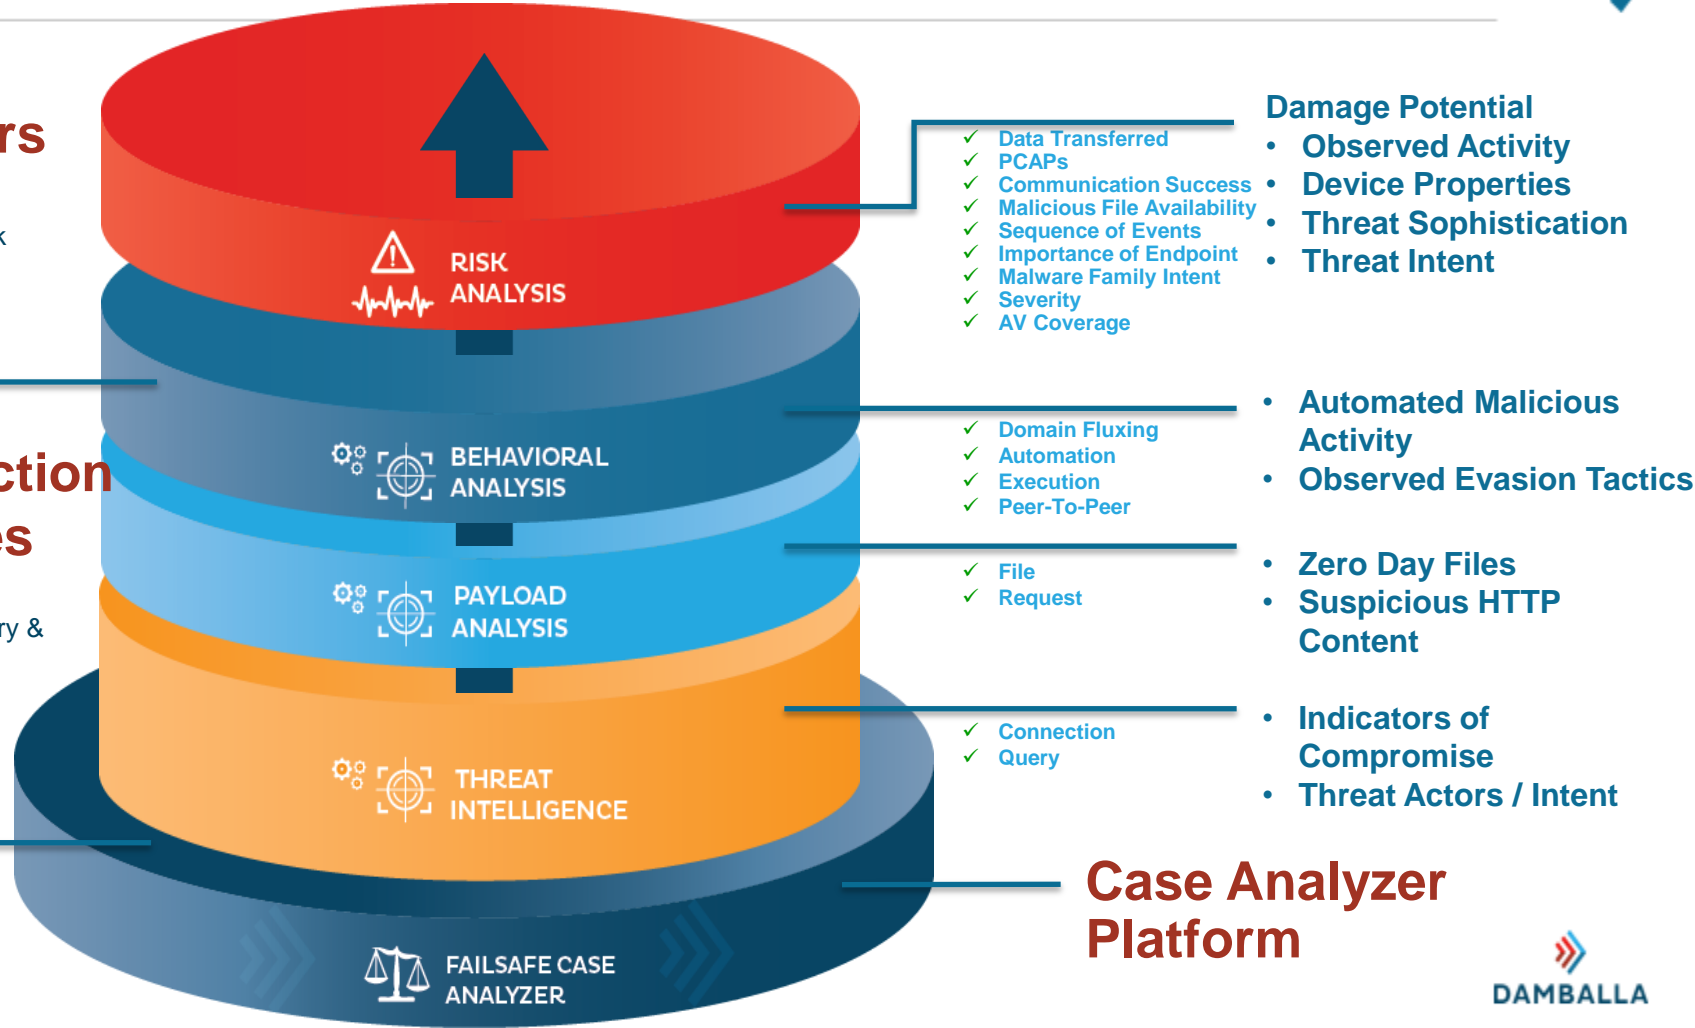 rs
k
ction
es
ry &
RISK
ANALYSIS
BEHAVIORAL
ANALYSIS
PAYLOAD
ANALYSIS
THREAT
INTELLIGENCE
FAILSAFE CASE
ANALYZER
✓ Data Transferred
✓ PCAPs
✓ Communication Success
✓ Malicious File Availability
✓ Sequence of Events
✓ Importance of Endpoint
✓ Malware Family Intent
✓ Severity
✓ AV Coverage
Damage Potential
• Observed Activity
• Device Properties
• Threat Sophistication
• Threat Intent
✓ Domain Fluxing
✓ Automation
✓ Execution
✓ Peer-To-Peer
• Automated Malicious
Activity
• Observed Evasion Tactics
✓ File
✓ Request
• Zero Day Files
• Suspicious HTTP
Content
✓ Connection
✓ Query
• Indicators of
Compromise
• Threat Actors / Intent
Case Analyzer
Platform
DAMBALLA